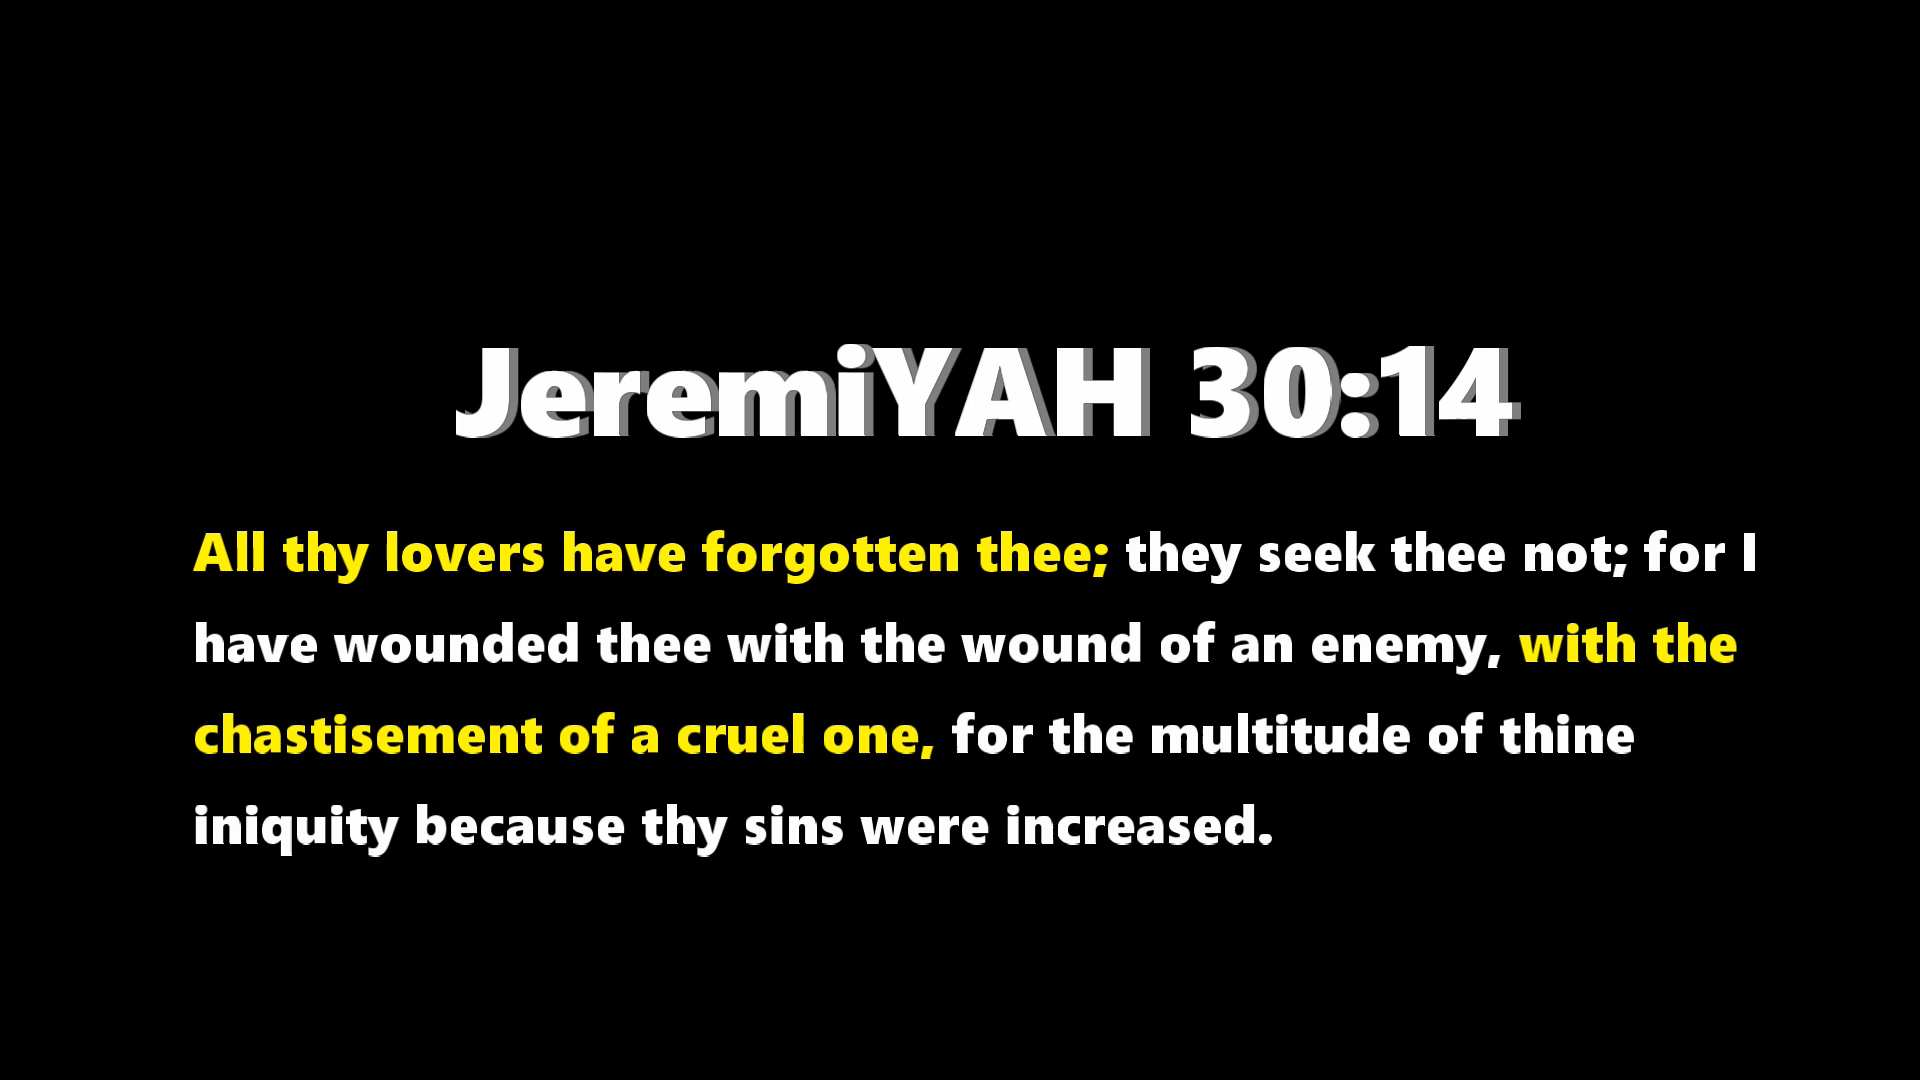 JeremiYAH 30:14
All thy lovers have forgotten thee; they seek thee not; for I
have wounded thee with the wound of an enemy, with the
chastisement of a cruel one, for the multitude of thine
iniquity because thy sins were increased.